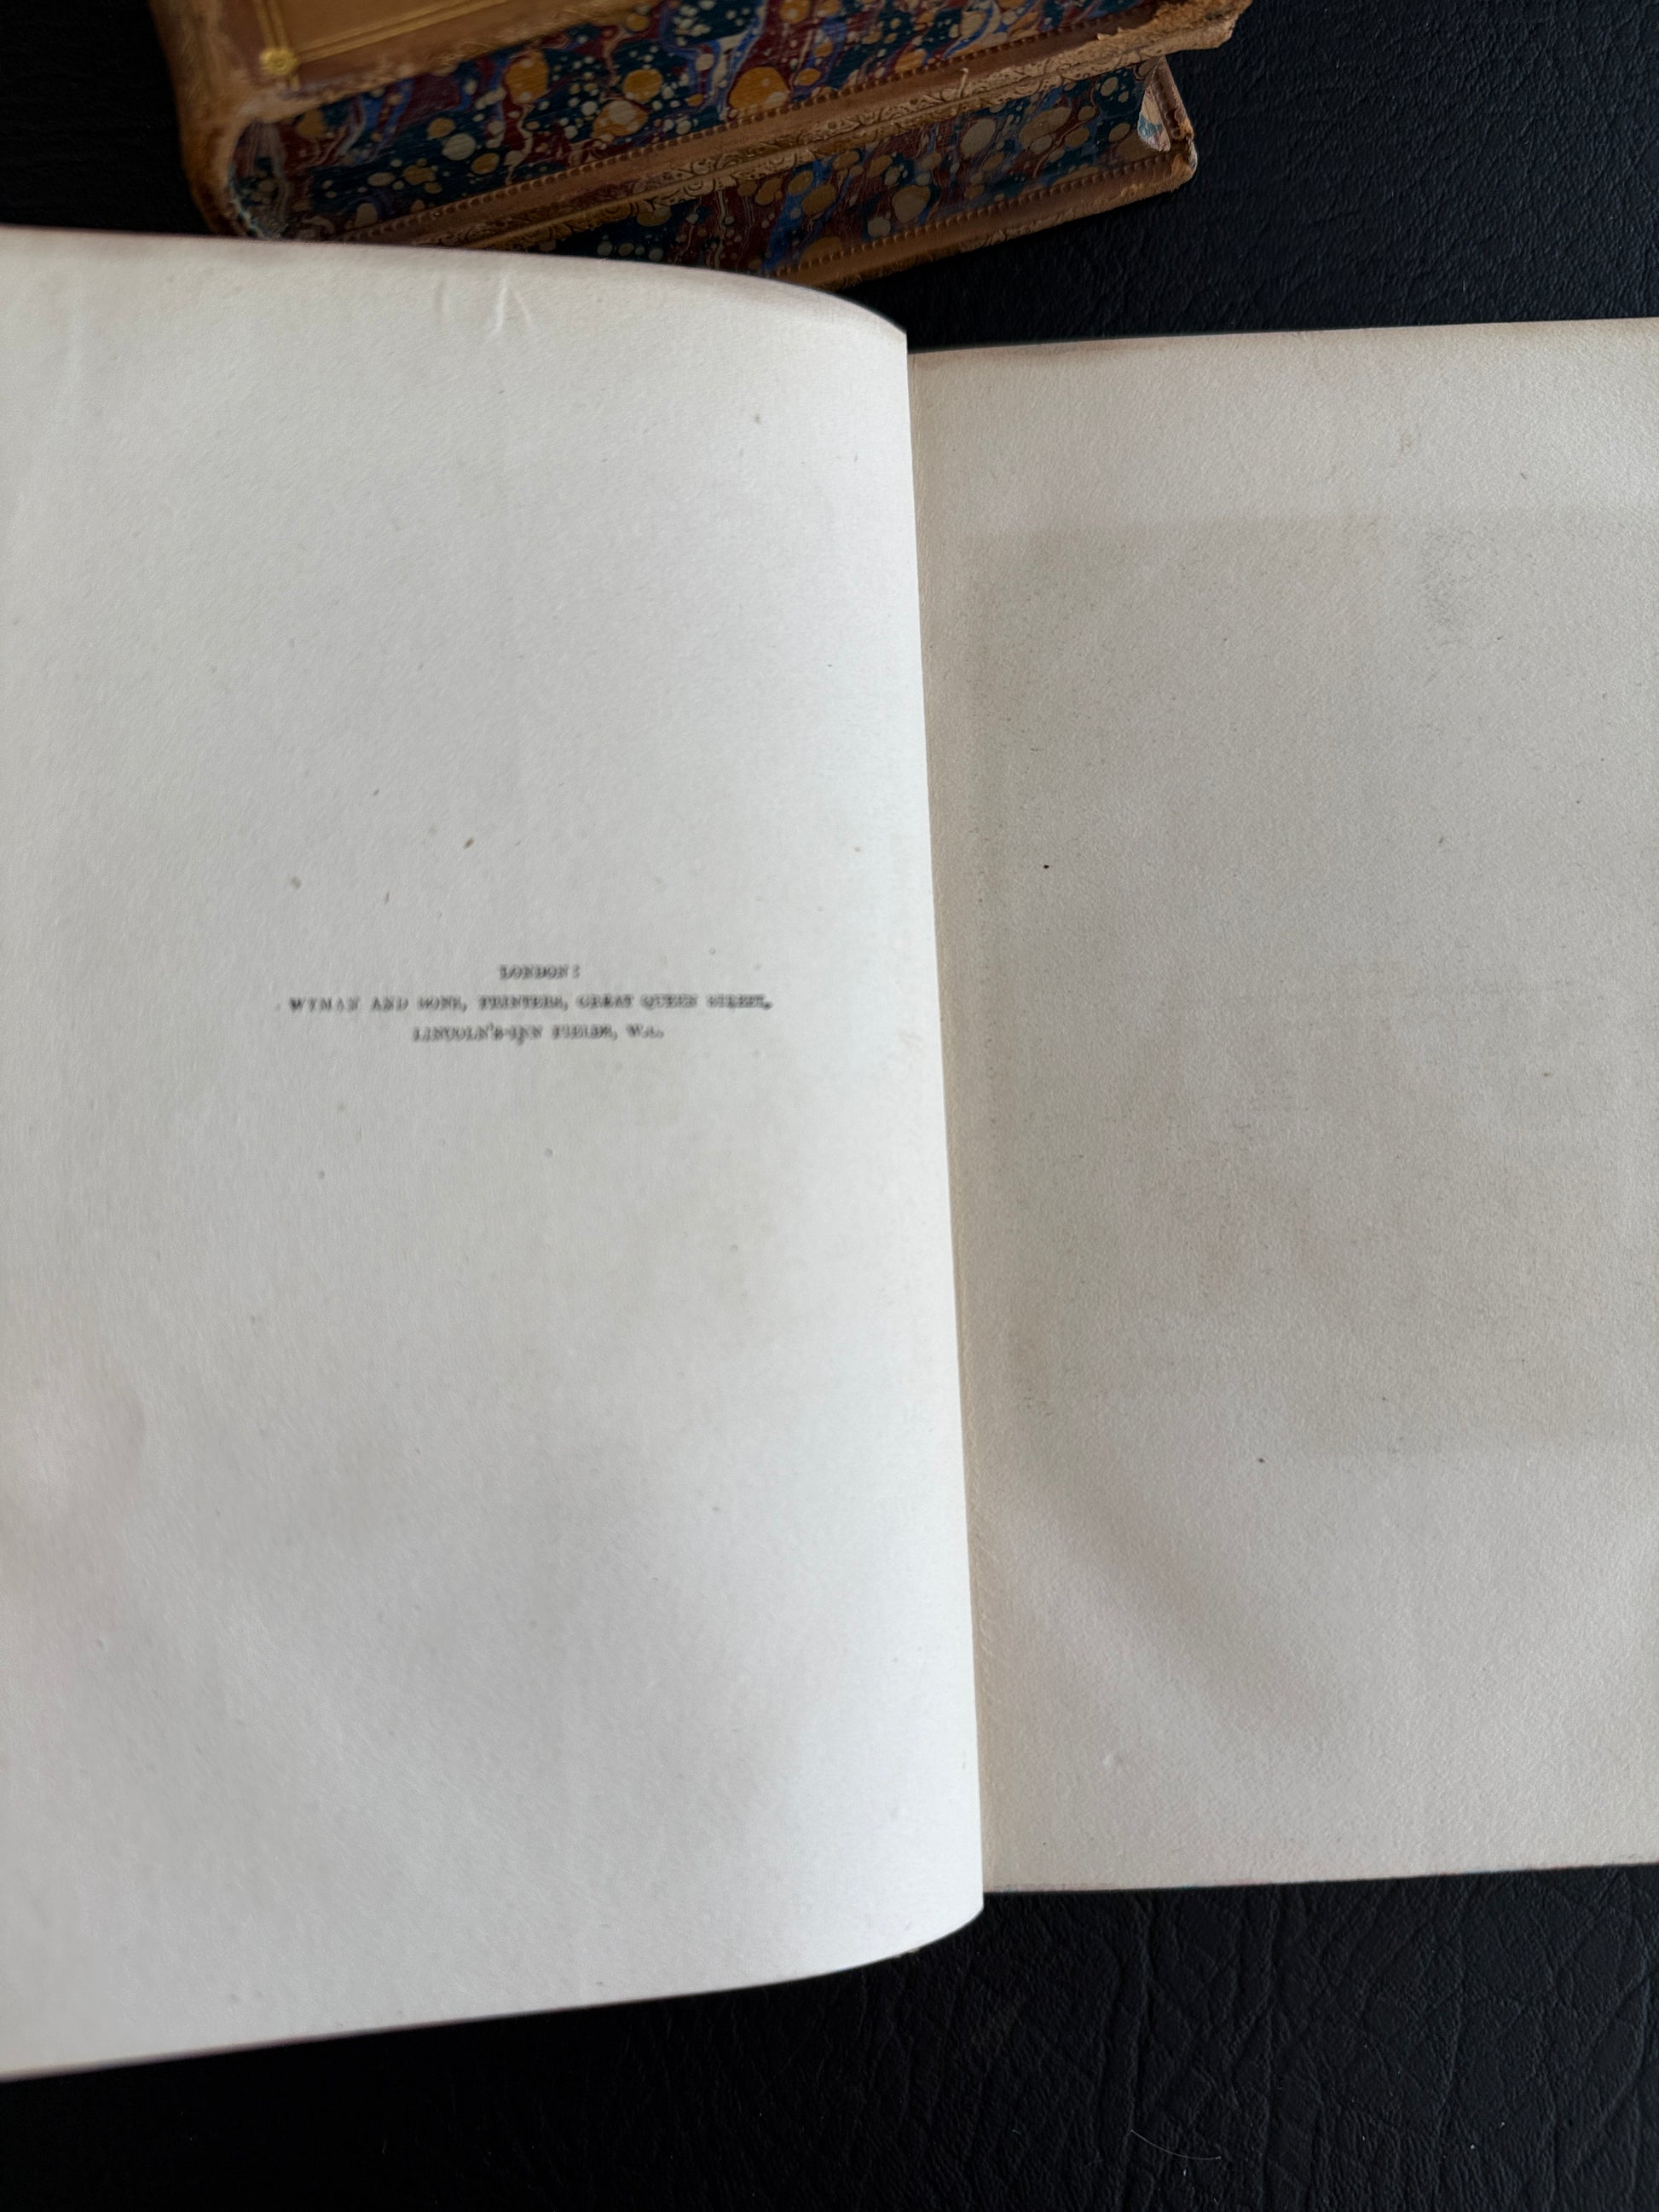 LONDON:
WYMAN AND SONS, PRINTERS, GREAT QUEEN STREET,
LINCOLN'S-INN FIELDS, W.C.